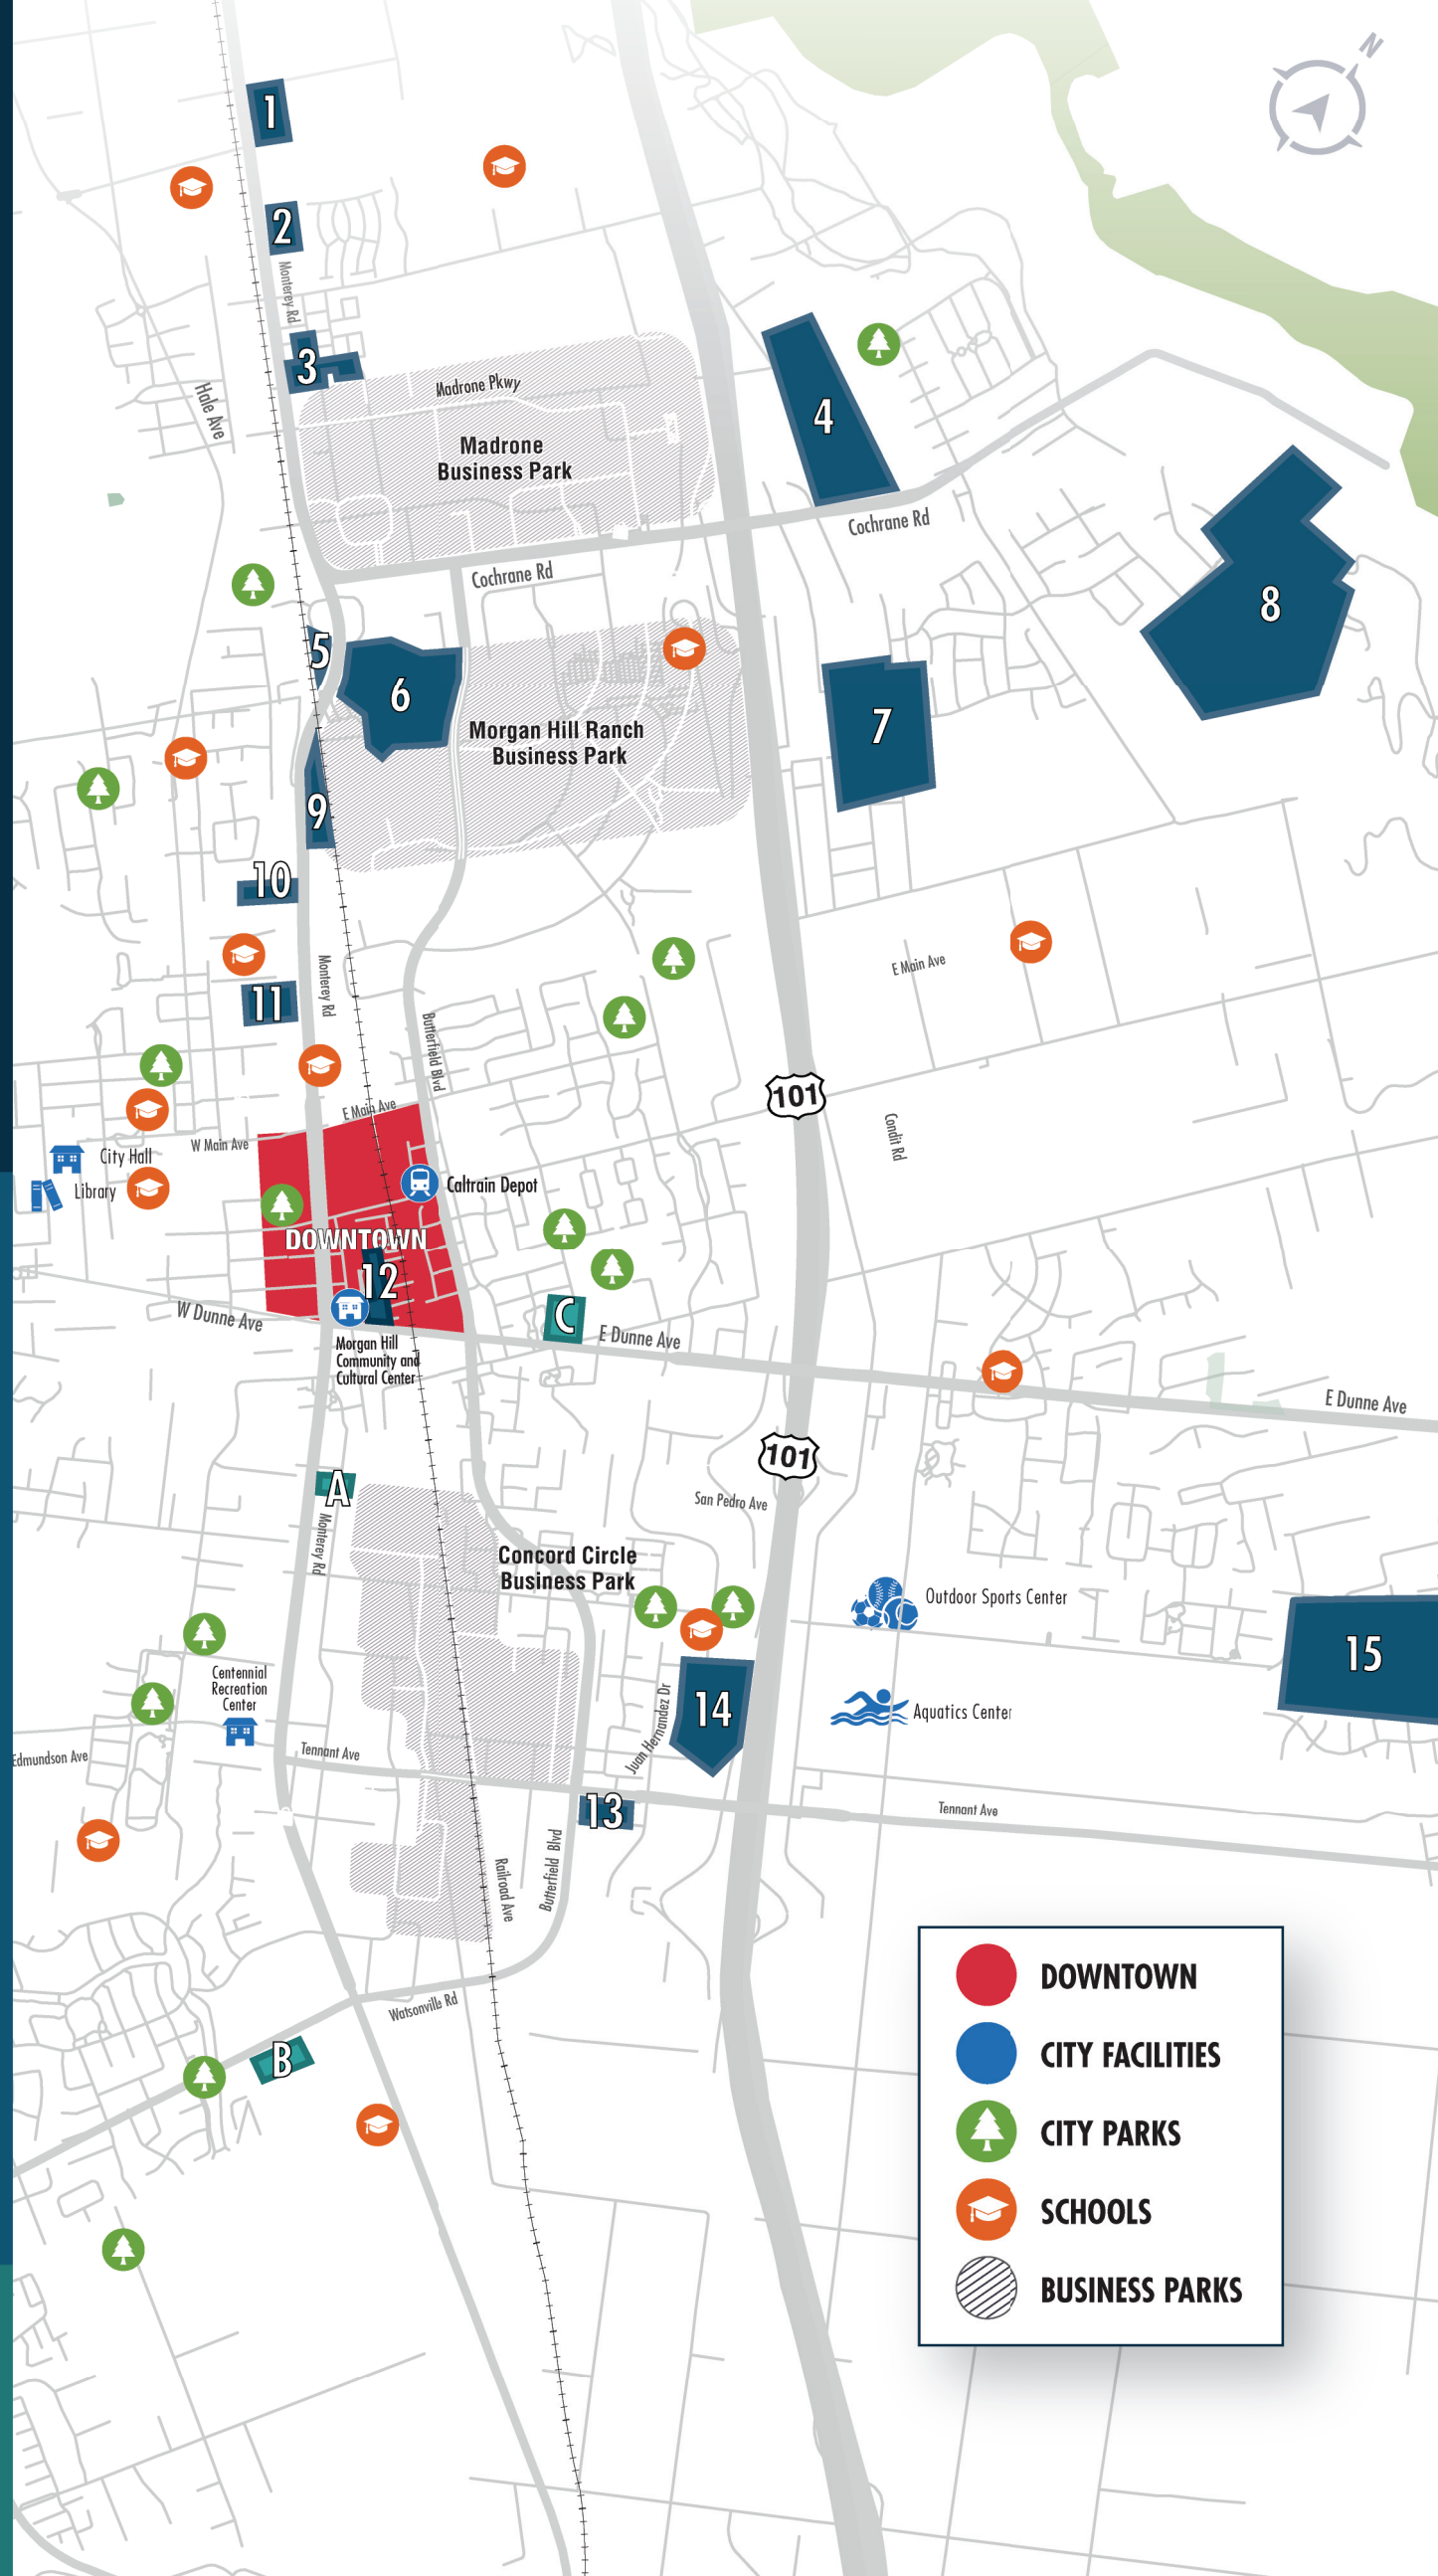 N
1
2
Monterey Rd
3
Hale Ave
Madrone Pkwy
Madrone
Business Park
4
Cochrane Rd
Cochrane Rd
5
6
7
8
Morgan Hill Ranch
Business Park
9
10
11
Monterey Rd
Butterfield Blvd
E Main Ave
101
Condit Rd
E Main Ave
W Main Ave
City Hall
Library
Caltrain Depot
DOWNTOWN
12
W Dunne Ave
Morgan Hill
Community and
Cultural Center
C
E Dunne Ave
E Dunne Ave
101
A
Monterey Rd
San Pedro Ave
Concord Circle
Business Park
Outdoor Sports Center
15
Centennial
Recreation
Center
14
Juan Hernandez Dr
Aquatics Center
Edmundson Ave
Tennant Ave
13
Tennant Ave
Railroad Ave
Butterfield Blvd
Watsonville Rd
B
DOWNTOWN
CITY FACILITIES
CITY PARKS
SCHOOLS
BUSINESS PARKS